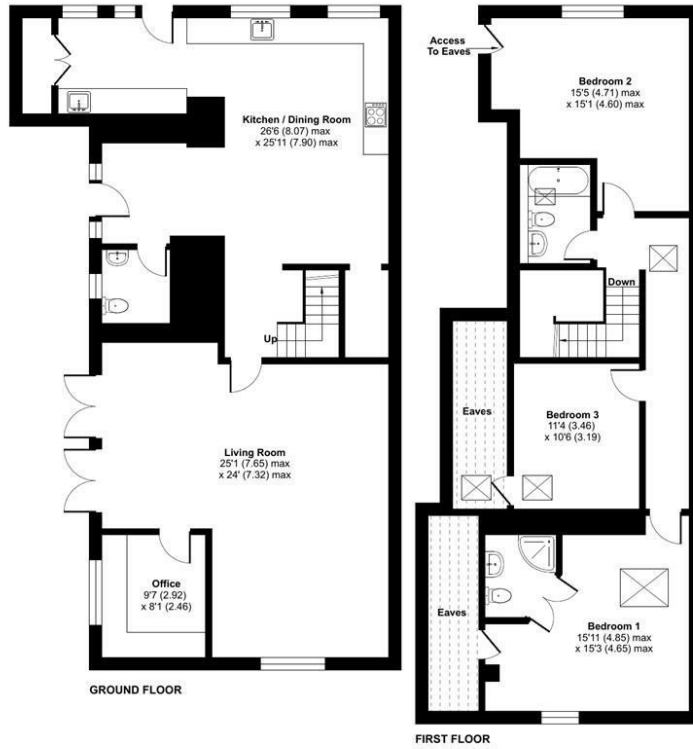 Kitchen / Dining Room
26'6 (8.07) max
x 25'11 (7.90) max
Up
Living Room
25'1 (7.65) max
x 24' (7.32) max
Office
9'7 (2.92)
x 8'1 (2.46)
GROUND FLOOR
Access
To Eaves
Bedroom 2
15'5 (4.71) max
x 15'1 (4.60) max
Down
Eaves
Bedroom 3
11'4 (3.46)
x 10'6 (3.19)
Eaves
Bedroom 1
15'11 (4.85) max
x 15'3 (4.65) max
FIRST FLOOR